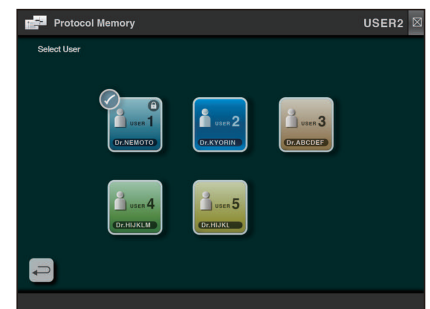 Protocol Memory USER2
Select User
USER 1 USER 2 USER 3
Dr.NEMOTO Dr.KYORIN Dr.ABCDEF
USER 4 USER 5
Dr.HIJKLM Dr.HIJKL